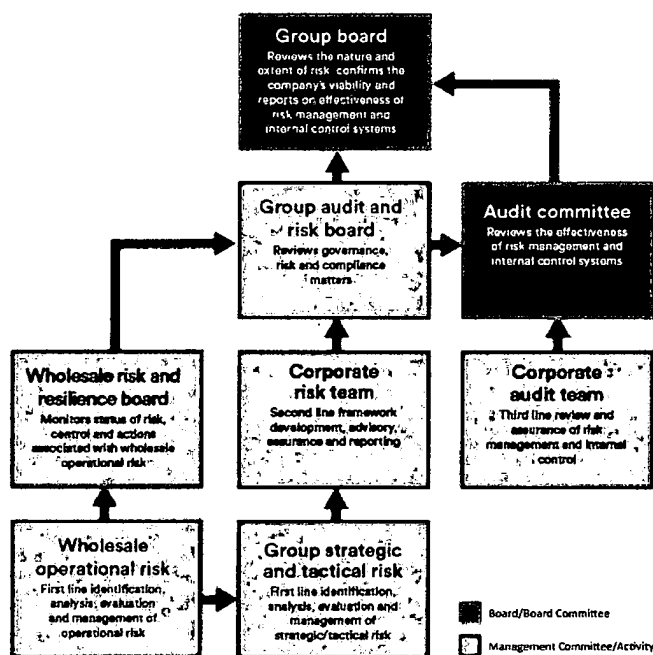 Group board
Reviews the nature and
extent of risk, confirms the
company's viability and
reports on effectiveness of
risk management and
internal control systems
Group audit and
risk board
Reviews governance,
risk and compliance
matters
Audit committee
Reviews the effectiveness
of risk management and
internal control systems
Wholesale risk and
resilience board
Monitors status of risk,
control and actions
associated with wholesale
operational risk
Corporate
risk team
Second line framework
development, advisory,
assurance and reporting
Corporate
audit team
Third line review and
assurance of risk
management and internal
control
Wholesale
operational risk
First line identification,
analysis, evaluation
and management of
operational risk
Group strategic
and tactical risk
First line identification,
analysis, evaluation and
management of
strategic/tactical risk
Board/Board Committee
Management Committee/Activity